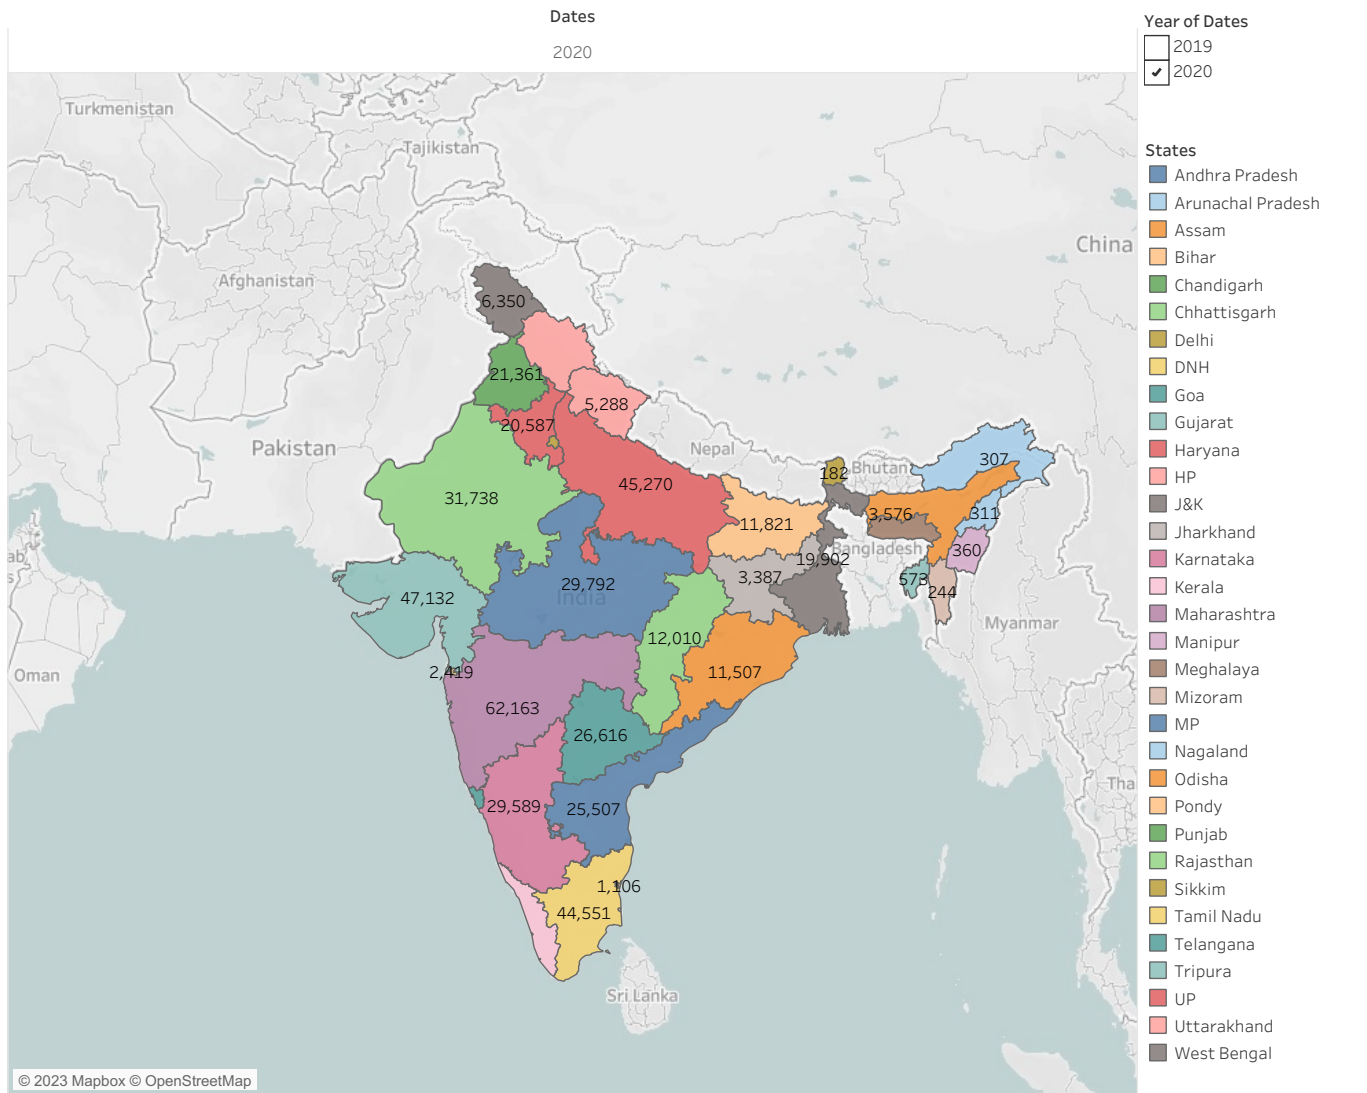 Dates
2020
Year of Dates
2019
2020
States
Andhra Pradesh
Arunachal Pradesh
Assam
Bihar
Chandigarh
Chhattisgarh
Delhi
DNH
Goa
Gujarat
Haryana
HP
J&K
Jharkhand
Karnataka
Kerala
Maharashtra
Manipur
Meghalaya
Mizoram
MP
Nagaland
Odisha
Pondy
Punjab
Rajasthan
Sikkim
Tamil Nadu
Telangana
Tripura
UP
Uttarakhand
West Bengal
Turkmenistan
Tajikistan
China
Afghanistan
6,350
21,361
5,288
20,587
Pakistan
Nepal
182
Bhutan
307
45,270
31,738
3,576
311
11,821
Bangladesh
360
19,902
3,387
573
29,792
India
47,132
244
Myanmar
12,010
2,419
11,507
Oman
62,163
26,616
Tha
29,589
25,507
1,106
44,551
Sri Lanka
ab
s
© 2023 Mapbox © OpenStreetMap